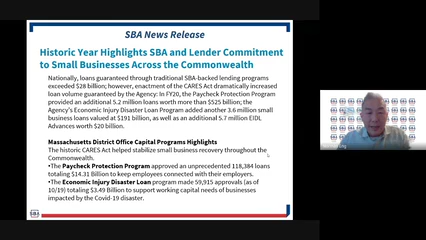 SBA News Release
Historic Year Highlights SBA and Lender Commitment
to Small Businesses Across the Commonwealth
Nationally, loans guaranteed through traditional SBA-backed lending programs
exceeded $28 billion; however, enactment of the CARES Act dramatically increased
loan volume guaranteed by the Agency: In FY20, the Paycheck Protection Program
provided an additional 5.2 million loans worth more than $525 billion; the
Agency's Economic Injury Disaster Loan Program added another 3.6 million small
business loans valued at $191 billion, as well as an additional 5.7 million EIDL
Advances worth $20 billion.
Massachusetts District Office Capital Programs Highlights
The historic CARES Act helped stabilize small business recovery throughout the
Commonwealth.
•The Paycheck Protection Program approved an unprecedented 118,384 loans
totaling $14.31 Billion to keep employees connected with their employers.
•The Economic Injury Disaster Loan program made 59,915 approvals (as of
10/19) totaling $3.49 Billion to support working capital needs of businesses
impacted by the Covid-19 disaster.
SBA